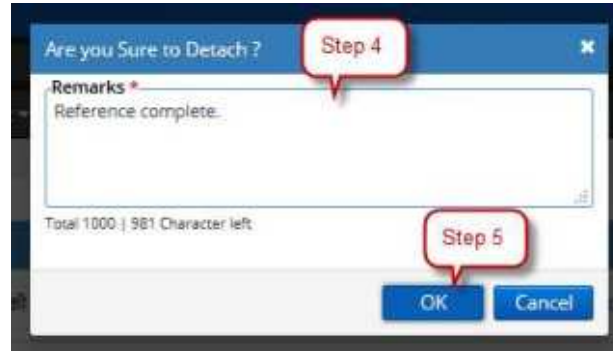 Are you Sure to Detach ?
Step 4
Remarks *
Reference complete.
Total 1000 | 981 Character left
Step 5
OK
Cancel